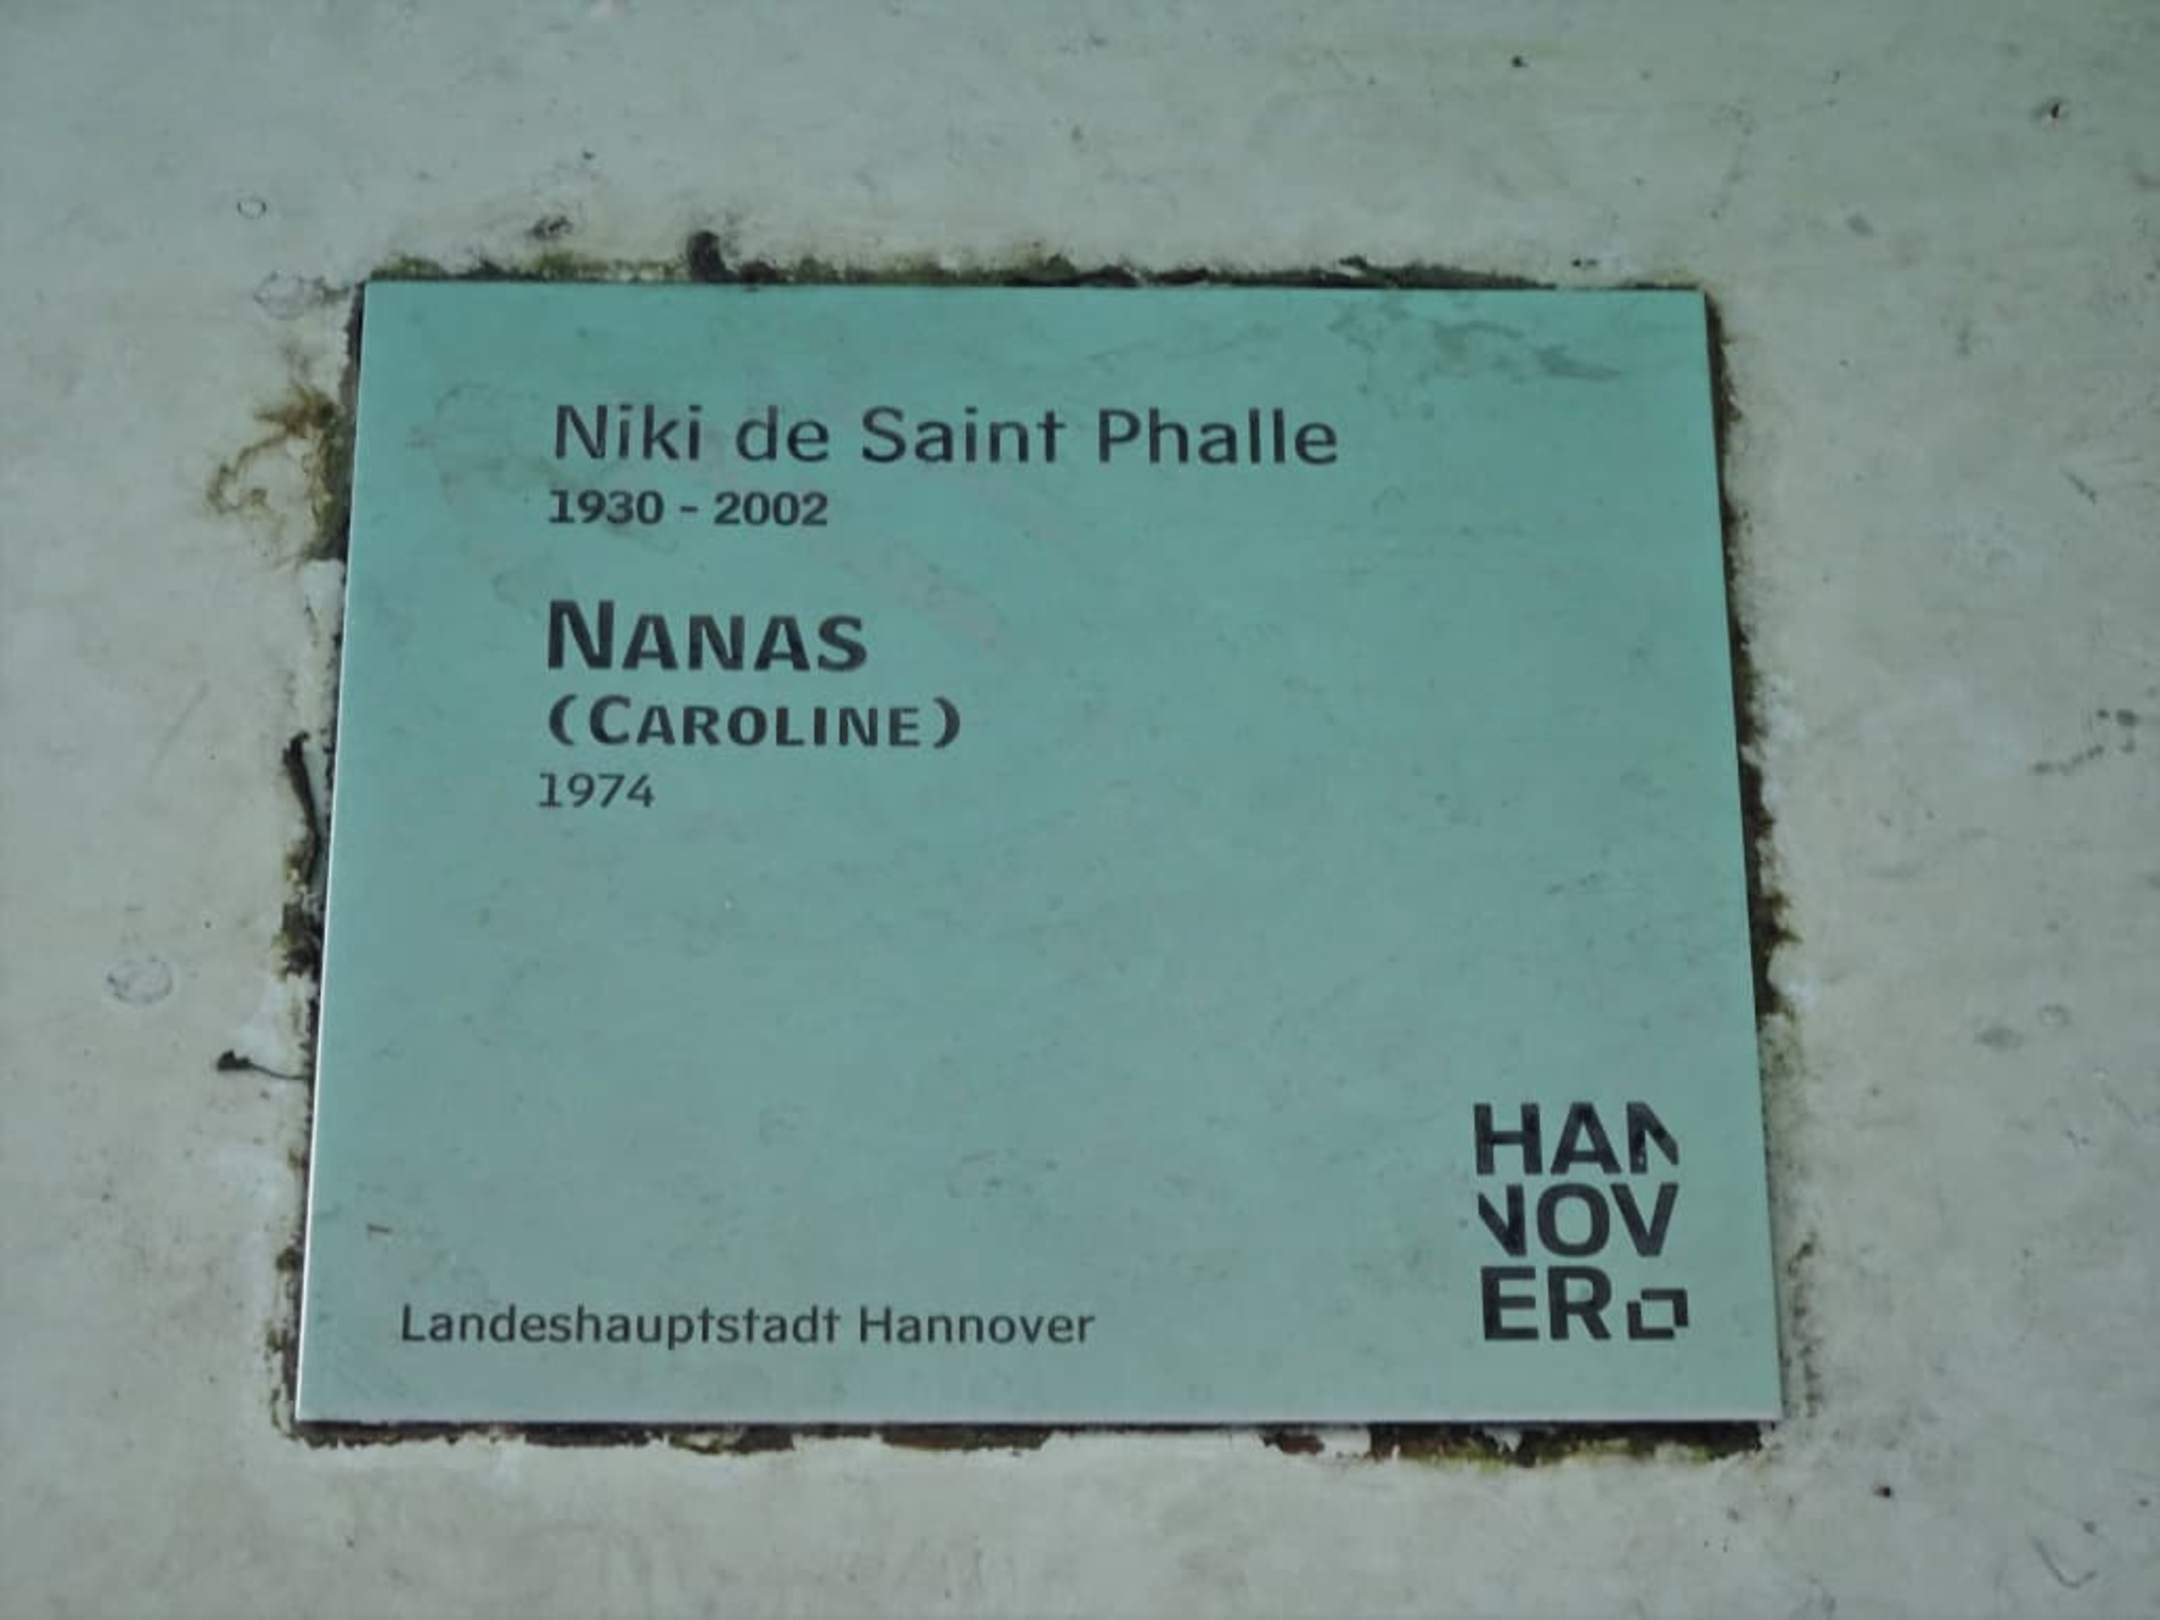 Niki de Saint Phalle
1930 - 2002
NANAS
(CAROLINE)
1974
HAN
NOV
ER
Landeshauptstadt Hannover